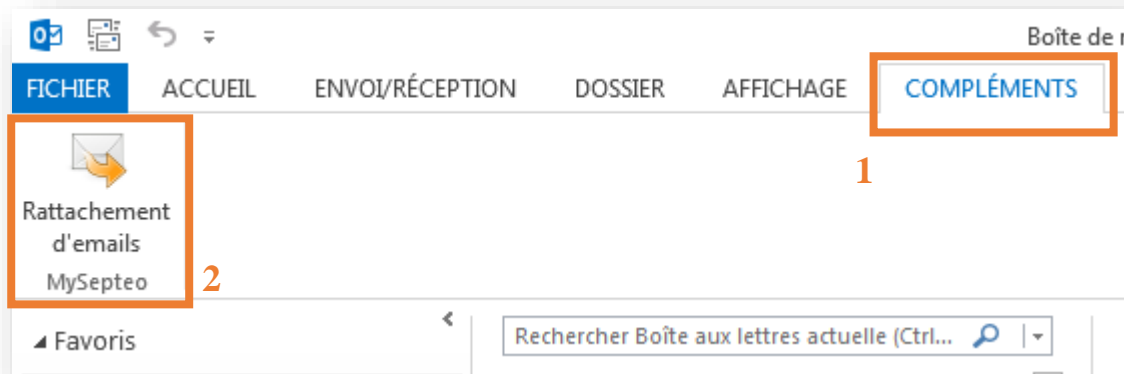 Boîte de
FICHIER ACCUEIL ENVOI/RÉCEPTION DOSSIER AFFICHAGE COMPLÉMENTS
1
Rattachement
d'emails
MySepteo
2
Favoris
Rechercher Boîte aux lettres actuelle (Ctrl...